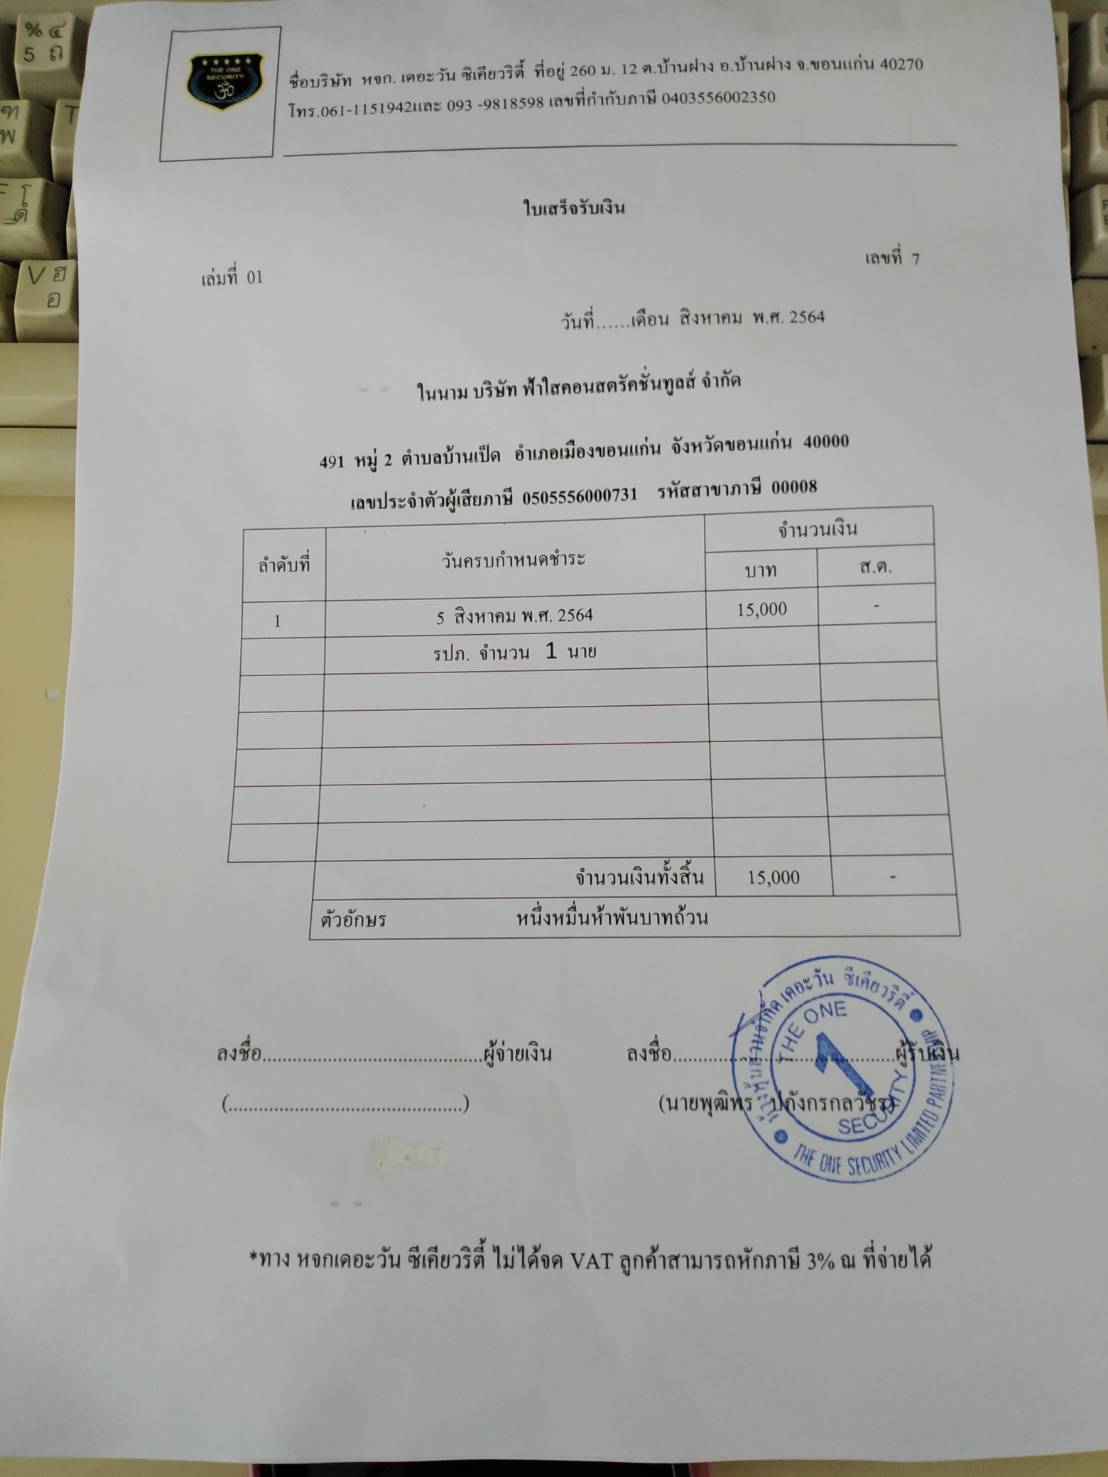 THE ONE
SECURITY
ชื่อบริษัท หจก. เดอะวัน ซิเคียวริตี้ ที่อยู่ 260 ม. 12 ต.บ้านฝาง อ.บ้านฝาง จ.ขอนแก่น 40270
โทร.061-1151942และ 093 -9818598 เลขที่กำกับภาษี 0403556002350
ใบเสร็จรับเงิน
เล่มที่ 01
เลขที่ 7
วันที่......เดือน สิงหาคม พ.ศ. 2564
ในนาม บริษัท ฟ้าใสคอนสตรัคชั่นทูลส์ จำกัด
491 หมู่ 2 ตำบลบ้านเป็ด อำเภอเมืองขอนแก่น จังหวัดขอนแก่น 40000
เลขประจำตัวผู้เสียภาษี 0505556000731 รหัสสาขาภาษี 00008
ลำดับที่ วันครบกำหนดชำระ จำนวนเงิน
บาท ส.ต.
1 5 สิงหาคม พ.ศ. 2564 15,000 -
รปภ. จำนวน 1 นาย
จำนวนเงินทั้งสิ้น 15,000 -
ตัวอักษร หนึ่งหมื่นห้าพันบาทถ้วน
ลงชื่อ......................................ผู้จ่ายเงิน ลงชื่อ......................................ผู้รับเงิน
(..............................................) (นายพุฒิพร
ห้างหุ้นส่วนจำกัด เดอะวัน ซีเคียวริตี้
THE ONE
1
SECURITY
THE ONE SECURITY LIMITED PARTNERSHIP
*ทาง หจกเดอะวัน ซีเคียวริตี้ ไม่ได้จด VAT ลูกค้าสามารถหักภาษี 3% ณ ที่จ่ายได้
% ๔
5 ถ
T
พ
V ฮ
อ